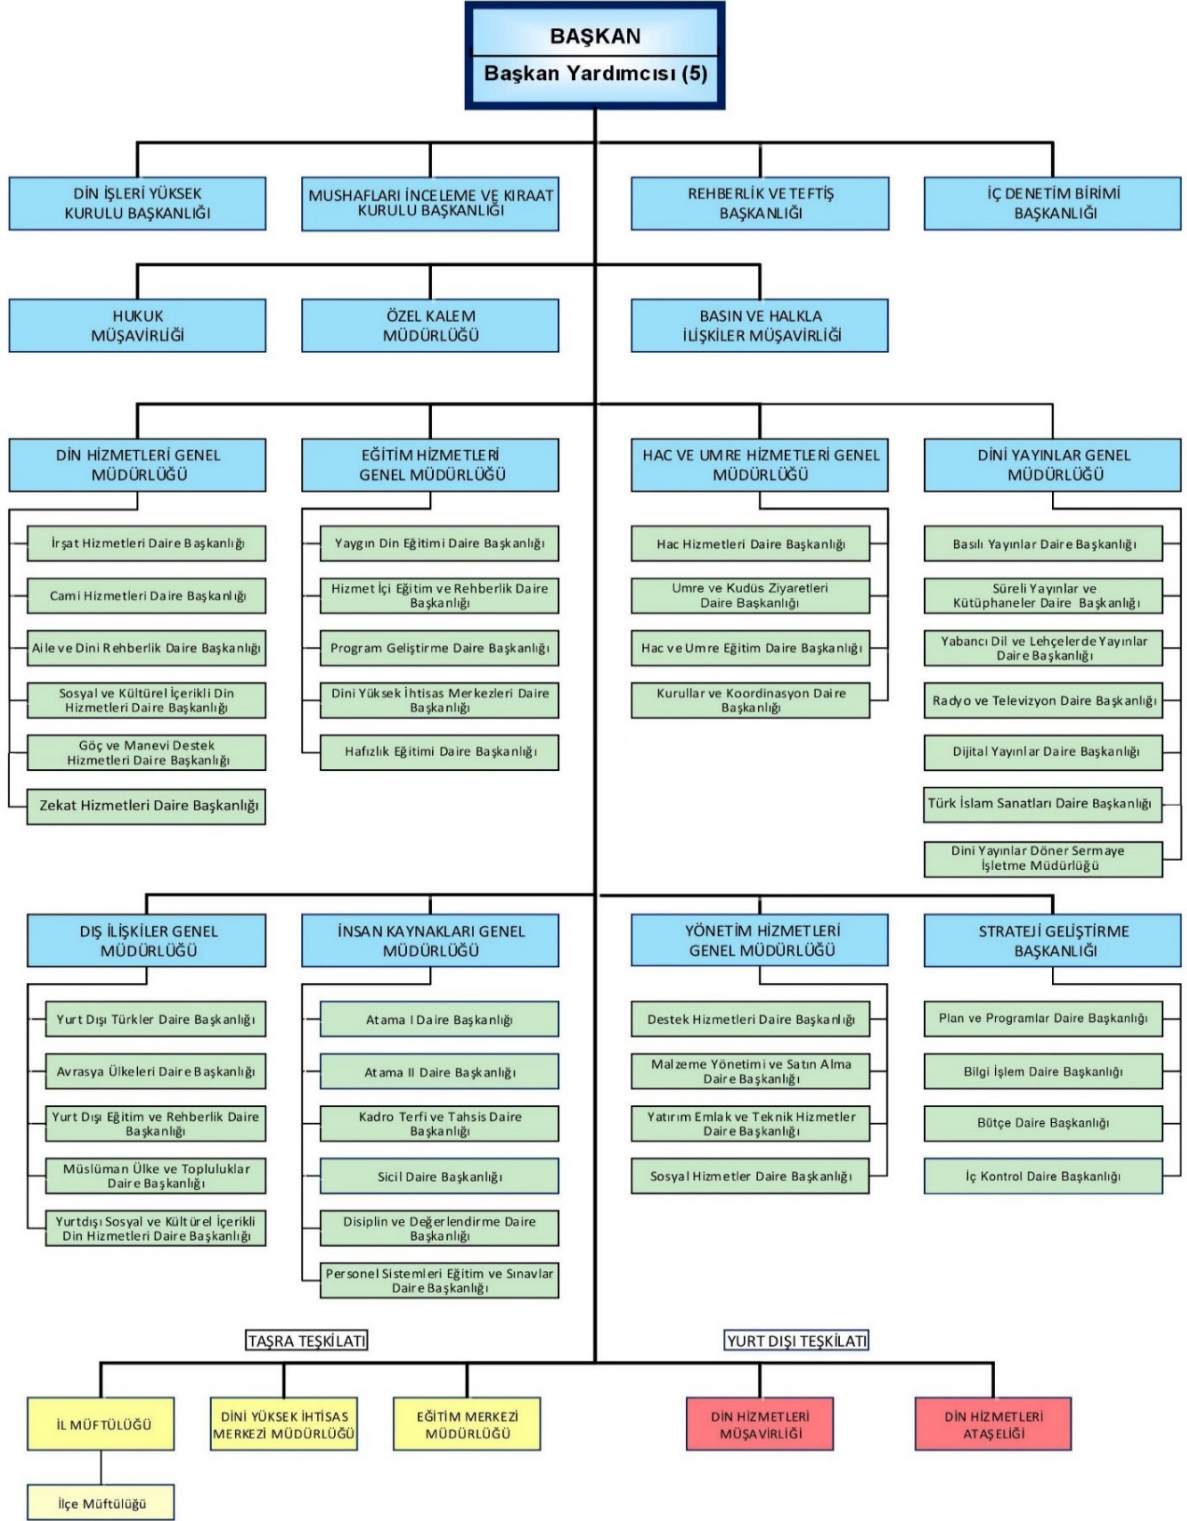 BAŞKAN
Başkan Yardımcısı (5)
DİN İŞLERİ YÜKSEK
KURULU BAŞKANLIĞI
MUSHAFLARI İNCELEME VE KIRAAT
KURULU BAŞKANLIĞI
REHBERLİK VE TEFTİŞ
BAŞKANLIĞI
İÇ DENETİM BİRİMİ
BAŞKANLIĞI
HUKUK
MÜŞAVİRLİĞİ
ÖZEL KALEM
MÜDÜRLÜĞÜ
BASIN VE HALKLA
İLİŞKİLER MÜŞAVİRLİĞİ
DİN HİZMETLERİ GENEL
MÜDÜRLÜĞÜ
İrşat Hizmetleri Daire Başkanlığı
Cami Hizmetleri Daire Başkanlığı
Aile ve Dini Rehberlik Daire Başkanlığı
Sosyal ve Kültürel İçerikli Din
Hizmetleri Daire Başkanlığı
Göç ve Manevi Destek
Hizmetleri Daire Başkanlığı
Zekat Hizmetleri Daire Başkanlığı
EĞİTİM HİZMETLERİ
GENEL MÜDÜRLÜĞÜ
Yaygın Din Eğitimi Daire Başkanlığı
Hizmet İçi Eğitim ve Rehberlik Daire
Başkanlığı
Program Geliştirme Daire Başkanlığı
Dini Yüksek İhtisas Merkezleri Daire
Başkanlığı
Hafızlık Eğitimi Daire Başkanlığı
HAC VE UMRE HİZMETLERİ GENEL
MÜDÜRLÜĞÜ
Hac Hizmetleri Daire Başkanlığı
Umre ve Kudüs Ziyaretleri
Daire Başkanlığı
Hac ve Umre Eğitim Daire Başkanlığı
Kurullar ve Koordinasyon Daire
Başkanlığı
DİNİ YAYINLAR GENEL
MÜDÜRLÜĞÜ
Basılı Yayınlar Daire Başkanlığı
Süreli Yayınlar ve
Kütüphaneler Daire Başkanlığı
Yabancı Dil ve Lehçelerde Yayınlar
Daire Başkanlığı
Radyo ve Televizyon Daire Başkanlığı
Dijital Yayınlar Daire Başkanlığı
Türk İslam Sanatları Daire Başkanlığı
Dini Yayınlar Döner Sermaye
İşletme Müdürlüğü
DIŞ İLİŞKİLER GENEL
MÜDÜRLÜĞÜ
Yurt Dışı Türkler Daire Başkanlığı
Avrasya Ülkeleri Daire Başkanlığı
Yurt Dışı Eğitim ve Rehberlik Daire
Başkanlığı
Müslüman Ülke ve Topluluklar
Daire Başkanlığı
Yurtdışı Sosyal ve Kültürel İçerikli
Din Hizmetleri Daire Başkanlığı
İNSAN KAYNAKLARI GENEL
MÜDÜRLÜĞÜ
Atama I Daire Başkanlığı
Atama II Daire Başkanlığı
Kadro Terfi ve Tahsis Daire
Başkanlığı
Sicil Daire Başkanlığı
Disiplin ve Değerlendirme Daire
Başkanlığı
Personel Sistemleri Eğitim ve Sınavlar
Daire Başkanlığı
YÖNETİM HİZMETLERİ
GENEL MÜDÜRLÜĞÜ
Destek Hizmetleri Daire Başkanlığı
Malzeme Yönetimi ve Satın Alma
Daire Başkanlığı
Yatırım Emlak ve Teknik Hizmetler
Daire Başkanlığı
Sosyal Hizmetler Daire Başkanlığı
STRATEJİ GELİŞTİRME
BAŞKANLIĞI
Plan ve Programlar Daire Başkanlığı
Bilgi İşlem Daire Başkanlığı
Bütçe Daire Başkanlığı
İç Kontrol Daire Başkanlığı
TAŞRA TEŞKİLATI
YURT DIŞI TEŞKİLATI
İL MÜFTÜLÜĞÜ
DİNİ YÜKSEK İHTİSAS
MERKEZİ MÜDÜRLÜĞÜ
EĞİTİM MERKEZİ
MÜDÜRLÜĞÜ
DİN HİZMETLERİ
MÜŞAVİRLİĞİ
DİN HİZMETLERİ
ATAŞELİĞİ
İlçe Müftülüğü